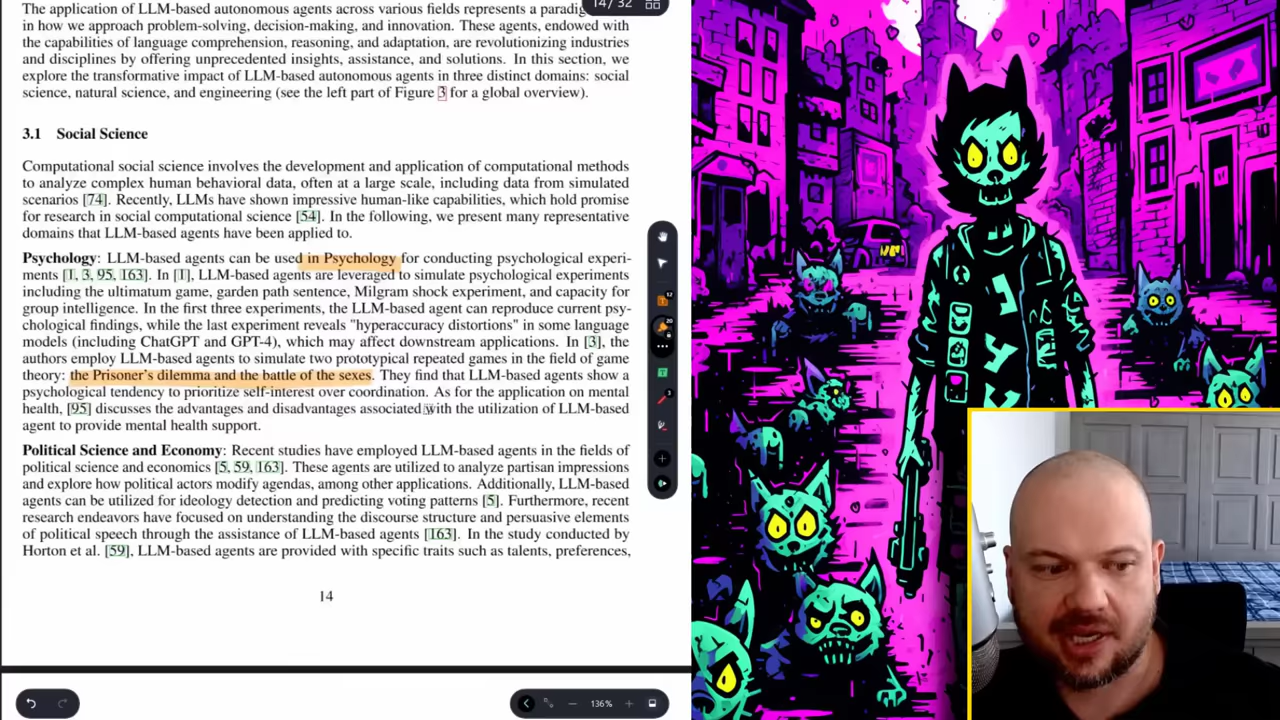 The application of LLM-based autonomous agents across various fields represents a paradig
14 / 32
in how we approach problem-solving, decision-making, and innovation. These agents, endowed with
the capabilities of language comprehension, reasoning, and adaptation, are revolutionizing industries
and disciplines by offering unprecedented insights, assistance, and solutions. In this section, we
explore the transformative impact of LLM-based autonomous agents in three distinct domains: social
science, natural science, and engineering (see the left part of Figure 3 for a global overview).
3.1 Social Science
Computational social science involves the development and application of computational methods
to analyze complex human behavioral data, often at a large scale, including data from simulated
scenarios [74]. Recently, LLMs have shown impressive human-like capabilities, which hold promise
for research in social computational science [54]. In the following, we present many representative
domains that LLM-based agents have been applied to.
Psychology: LLM-based agents can be used in Psychology for conducting psychological experi-
ments [1, 3, 95, 163]. In [1], LLM-based agents are leveraged to simulate psychological experiments
including the ultimatum game, garden path sentence, Milgram shock experiment, and capacity for
group intelligence. In the first three experiments, the LLM-based agent can reproduce current psy-
chological findings, while the last experiment reveals "hyperaccuracy distortions" in some language
models (including ChatGPT and GPT-4), which may affect downstream applications. In [3], the
authors employ LLM-based agents to simulate two prototypical repeated games in the field of game
theory: the Prisoner's dilemma and the battle of the sexes. They find that LLM-based agents show a
psychological tendency to prioritize self-interest over coordination. As for the application on mental
health, [95] discusses the advantages and disadvantages associated with the utilization of LLM-based
agent to provide mental health support.
Political Science and Economy: Recent studies have employed LLM-based agents in the fields of
political science and economics [5, 59, 163]. These agents are utilized to analyze partisan impressions
and explore how political actors modify agendas, among other applications. Additionally, LLM-based
agents can be utilized for ideology detection and predicting voting patterns [5]. Furthermore, recent
research endeavors have focused on understanding the discourse structure and persuasive elements
of political speech through the assistance of LLM-based agents [163]. In the study conducted by
Horton et al. [59], LLM-based agents are provided with specific traits such as talents, preferences,
14
136%